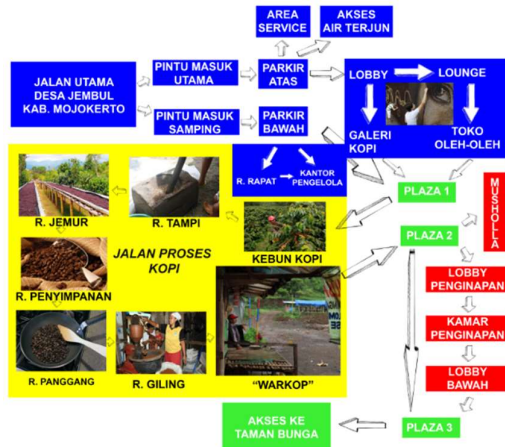 AREA
SERVICE
AKSES
AIR TERJUN
JALAN UTAMA
DESA JEMBUL
KAB. MOJOKERTO
PINTU MASUK
UTAMA
PARKIR
ATAS
LOBBY
LOUNGE
PINTU MASUK
SAMPING
PARKIR
BAWAH
GALERI
KOPI
TOKO
OLEH-OLEH
R. RAPAT
KANTOR
PENGELOLA
R. JEMUR
R. TAMPI
KEBUN KOPI
JALAN PROSES
KOPI
R. PENYIMPANAN
R. PANGGANG
R. GILING
“WARKOP”
PLAZA 1
PLAZA 2
MUSHOLLA
LOBBY
PENGINAPAN
KAMAR
PENGINAPAN
LOBBY
BAWAH
PLAZA 3
AKSES KE
TAMAN BUNGA